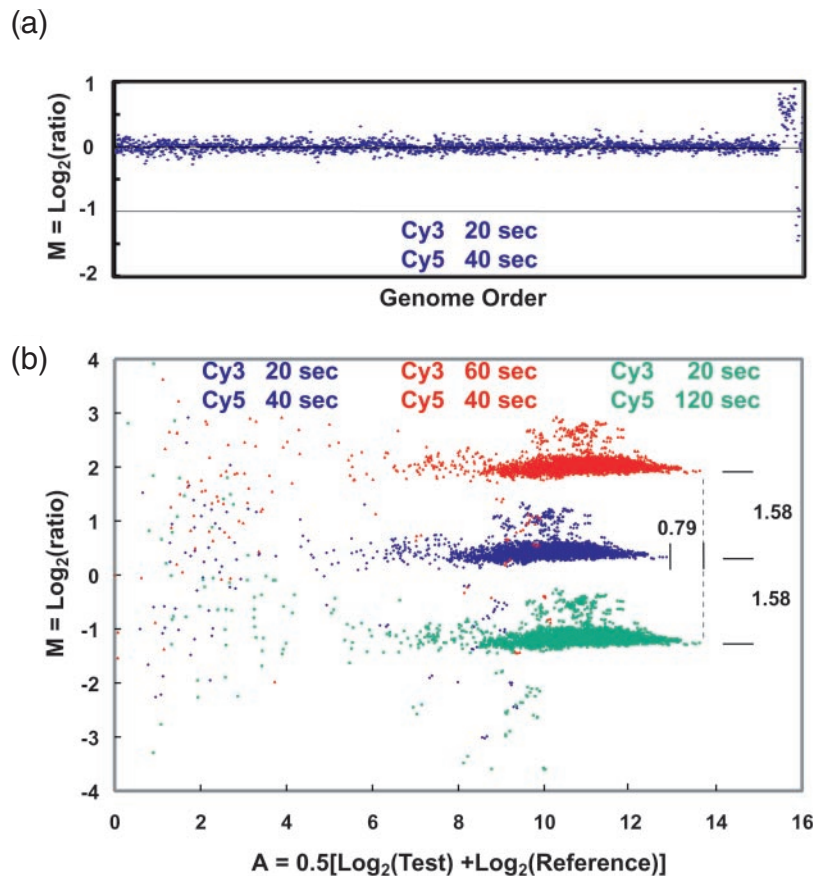 (a)
1
0
-1
-2
M = Log2(ratio)
Cy3 20 sec
Cy5 40 sec
Genome Order
(b)
4
3
2
1
0
-1
-2
-3
-4
M = Log2(ratio)
Cy3 20 sec
Cy5 40 sec
Cy3 60 sec
Cy5 40 sec
Cy3 20 sec
Cy5 120 sec
0.79
1.58
1.58
0 2 4 6 8 10 12 14 16
A = 0.5[Log2(Test) +Log2(Reference)]